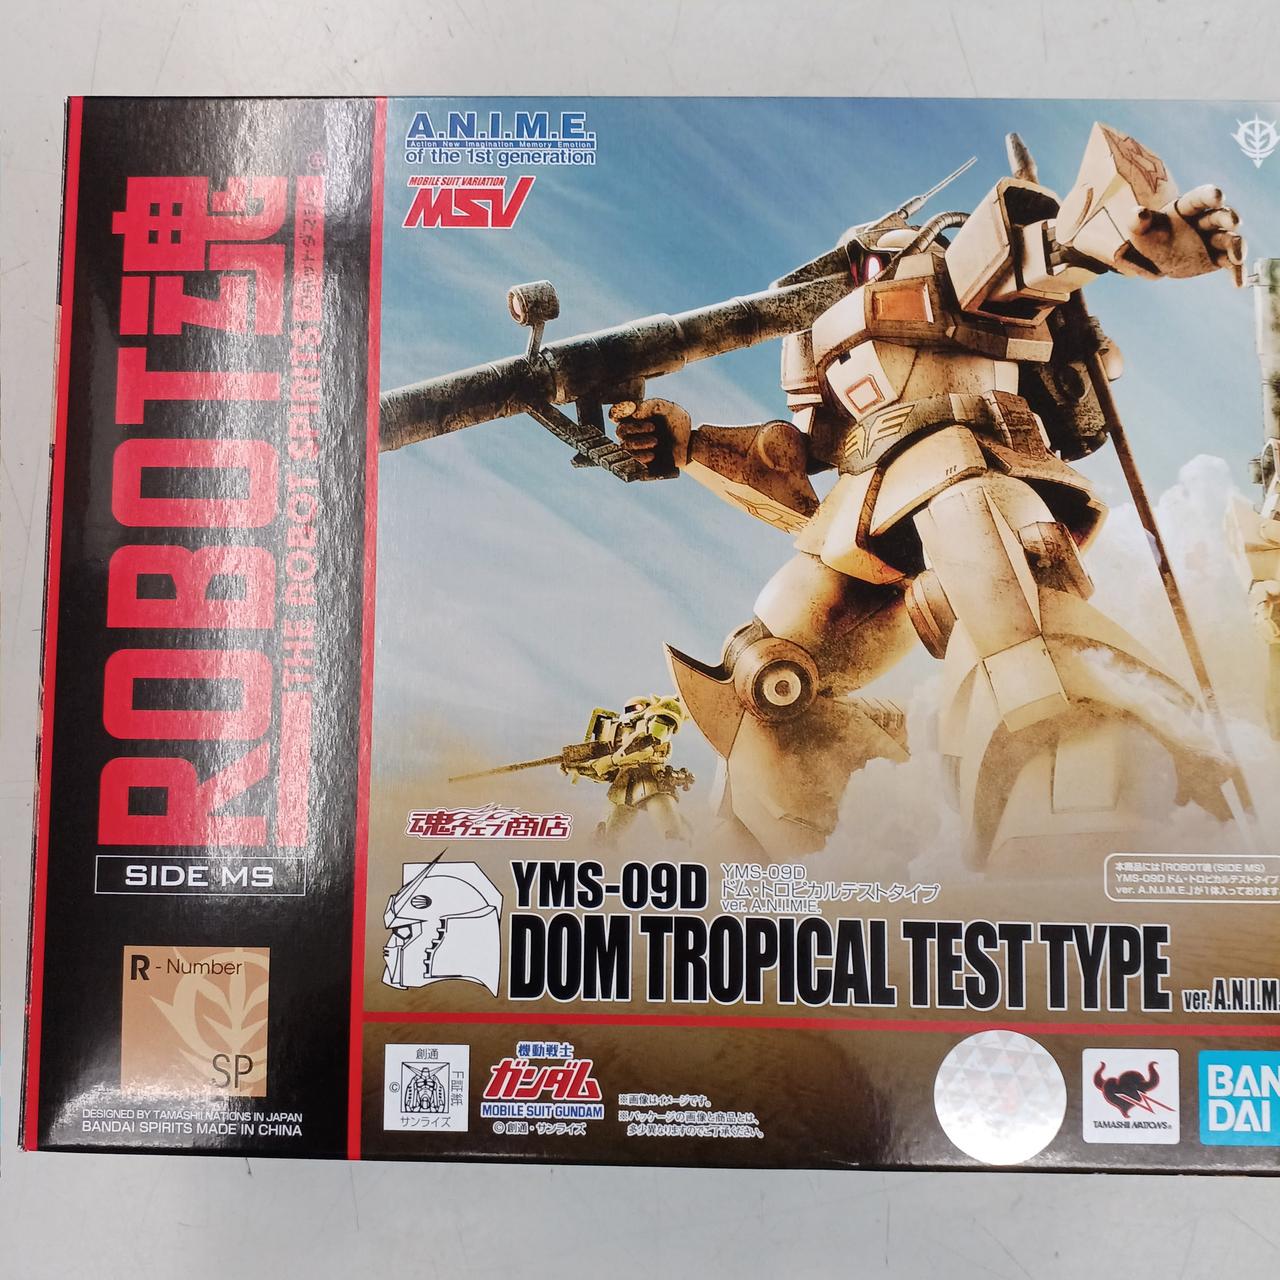 ROBOT魂
THE ROBOT SPIRITS
SIDE MS
R - Number
SP
DESIGNED BY TAMASHII NATIONS IN JAPAN
BANDAI SPIRITS MADE IN CHINA
A.N.I.M.E.
Action New Imagination Memory Emotion
of the 1st generation
MOBILE SUIT VARIATION
MSV
魂ウェブ商店
YMS-09D
YMS-09D
ドム・トロピカルテストタイプ
ver. A.N.I.M.E.
DOM TROPICAL TEST TYPE
ver. A.N.I.M.
本商品には「ROBOT魂〈SIDE MS〉
YMS-09D ドム・トロピカルテストタイプ
ver. A.N.I.M.E.」が1体入っております
創通
©
証紙
サンライズ
機動戦士
ガンダム
MOBILE SUIT GUNDAM
© 創通・サンライズ
※画像はイメージです。
※パッケージの画像と商品とは、
多少異なりますのでご了承ください。
TAMASHII NATIONS
BAN
DAI